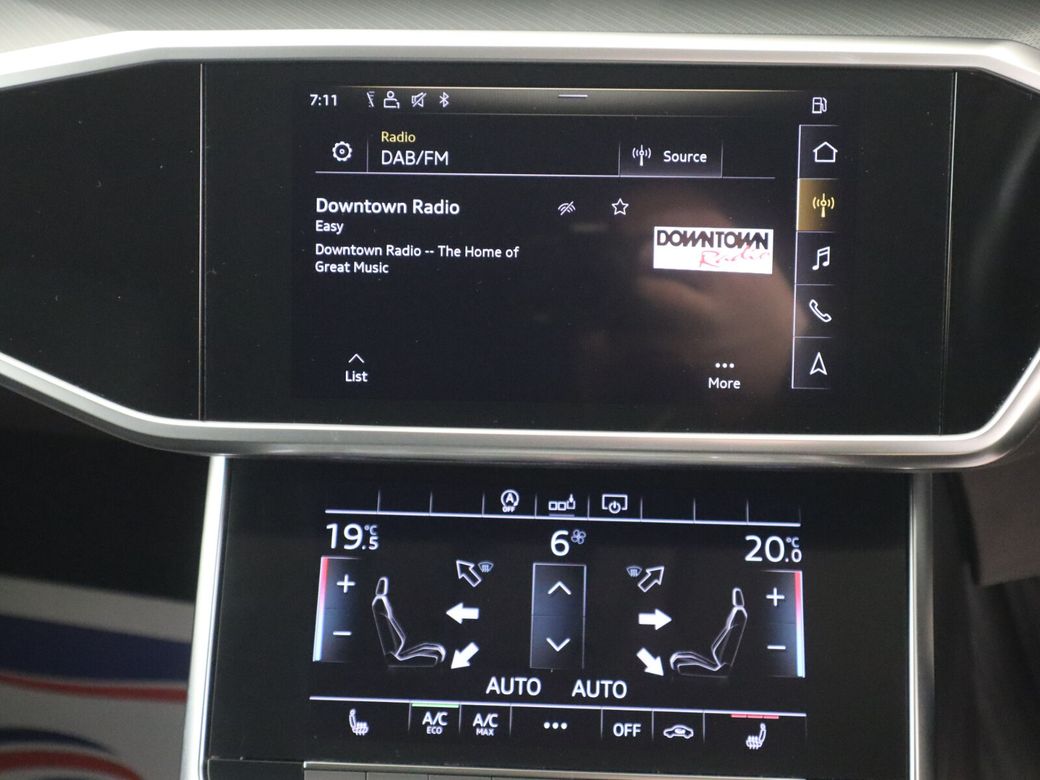 7:11
Radio
DAB/FM
Source
Downtown Radio
Easy
Downtown Radio -- The Home of
Great Music
DOWNTOWN
Radio
List
More
A
OFF
19.5 °C
6
20.0 °C
AUTO AUTO
A/C
ECO
A/C
MAX
OFF